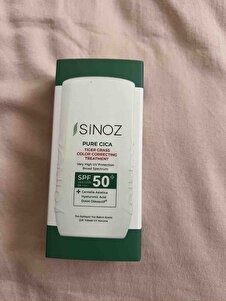 SINOZ
PURE CICA
TIGER GRASS
COLOR CORRECTING
TREATMENT
Very High UV Protection
Broad Spectrum
SPF 50+
+ Centella Asiatica
Hyaluronic Acid